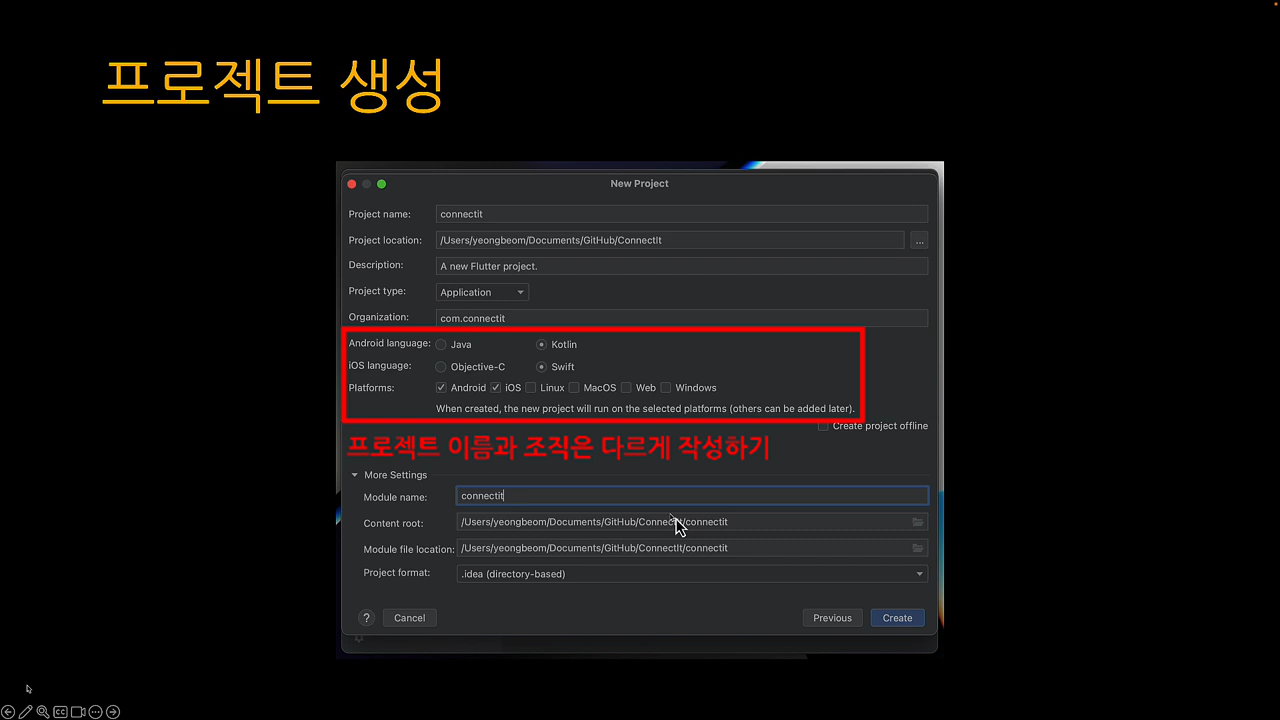 프로젝트 생성
New Project
Project name: connectit
Project location: /Users/yeongbeom/Documents/GitHub/ConnectIt ...
Description: A new Flutter project.
Project type: Application
Organization: com.connectit
Android language: Java Kotlin
iOS language: Objective-C Swift
Platforms: Android iOS Linux MacOS Web Windows
When created, the new project will run on the selected platforms (others can be added later).
Create project offline
프로젝트 이름과 조직은 다르게 작성하기
More Settings
Module name: connectit
Content root: /Users/yeongbeom/Documents/GitHub/ConnectIt/connectit
Module file location: /Users/yeongbeom/Documents/GitHub/ConnectIt/connectit
Project format: .idea (directory-based)
? Cancel Previous Create
CC